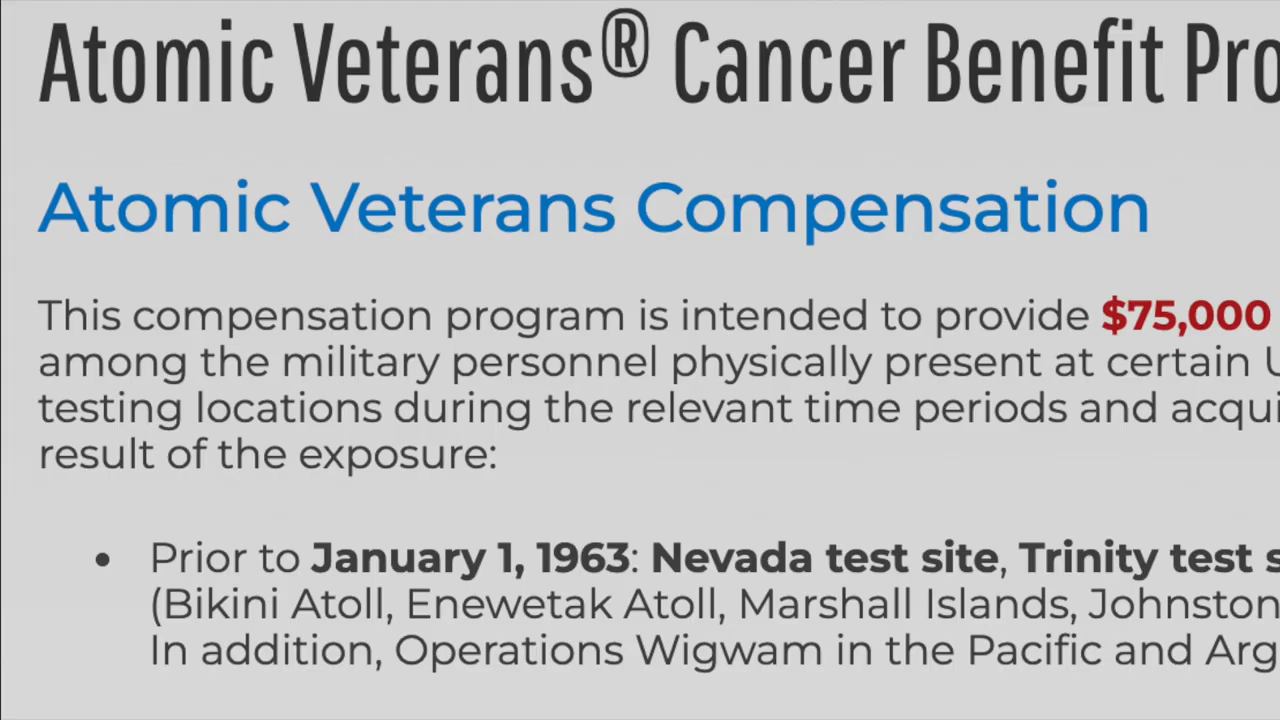 Atomic Veterans® Cancer Benefit Pro
Atomic Veterans Compensation
This compensation program is intended to provide $75,000
among the military personnel physically present at certain U
testing locations during the relevant time periods and acqui
result of the exposure:
• Prior to January 1, 1963: Nevada test site, Trinity test s
(Bikini Atoll, Enewetak Atoll, Marshall Islands, Johnston
In addition, Operations Wigwam in the Pacific and Arg